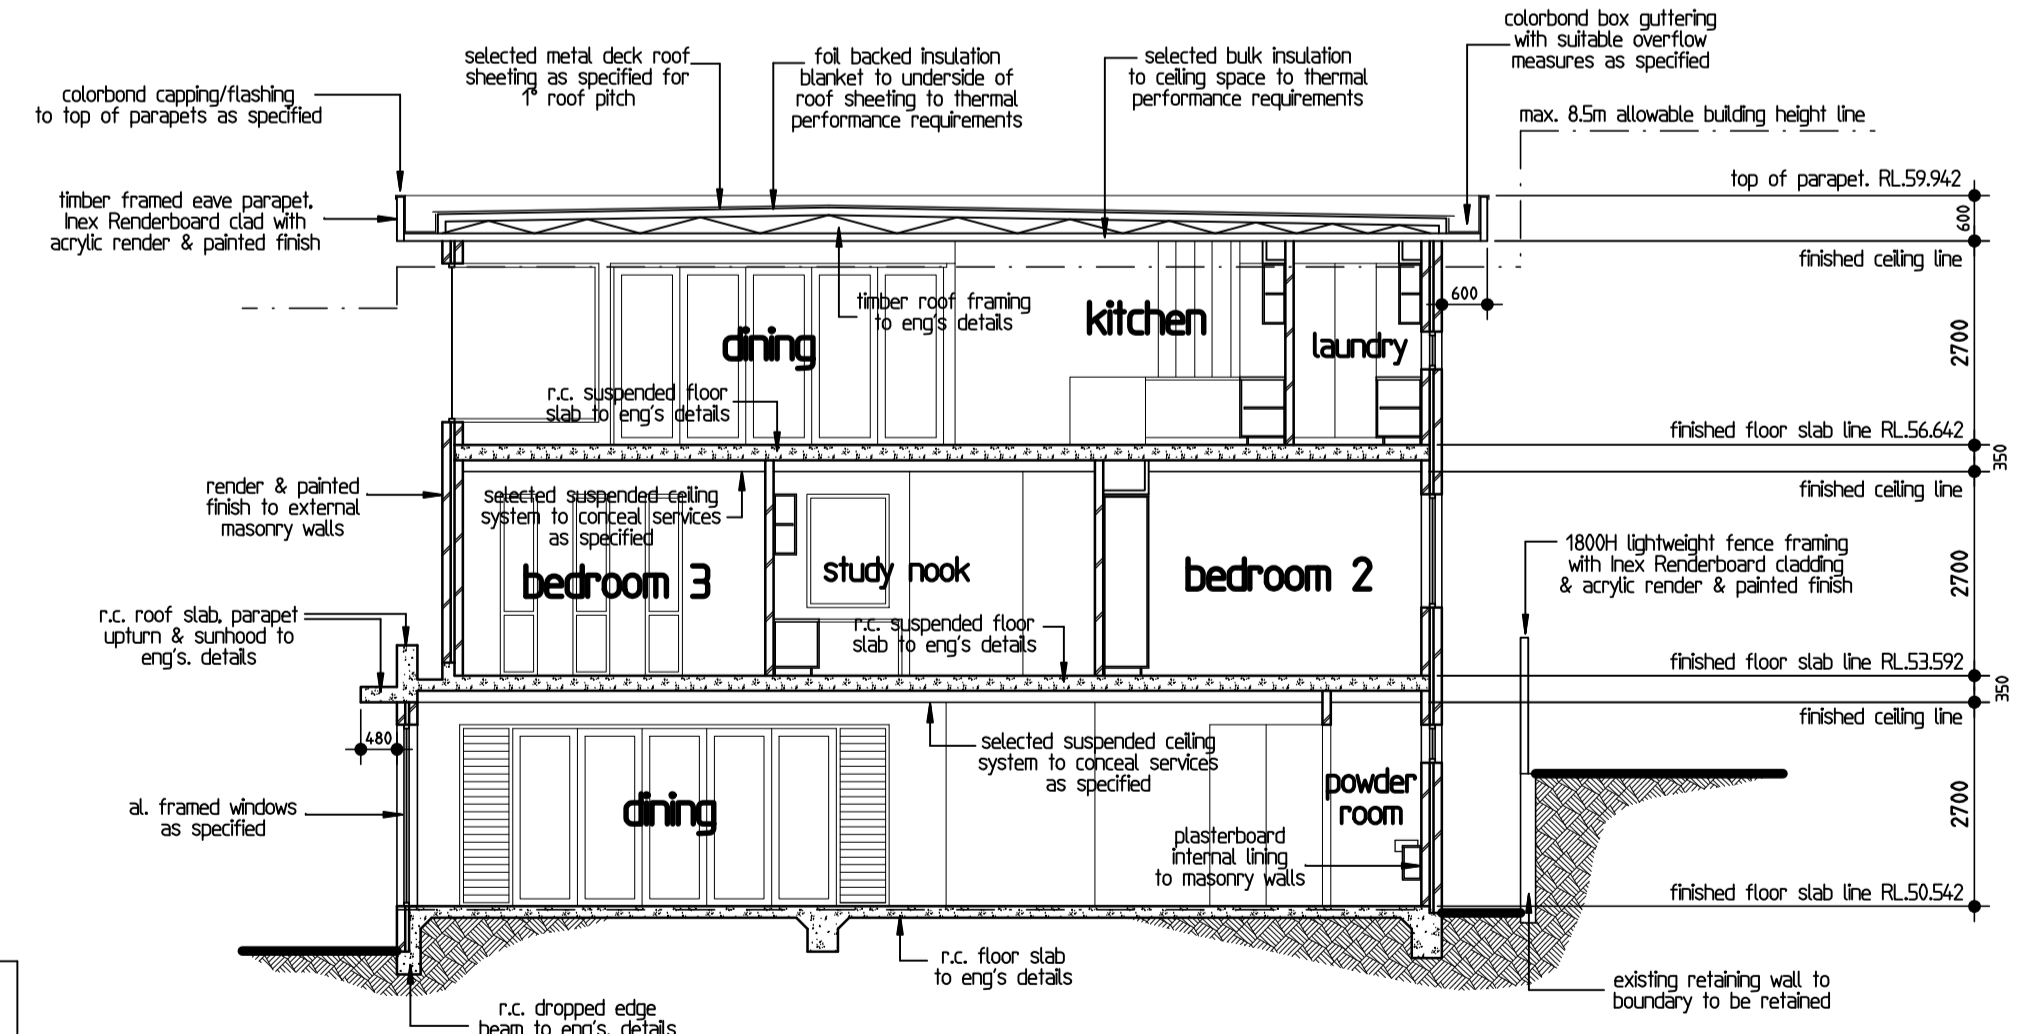 colorbond box guttering
with suitable overflow
measures as specified
selected metal deck roof
sheeting as specified for
1° roof pitch
foil backed insulation
blanket to underside of
roof sheeting to thermal
performance requirements
selected bulk insulation
to ceiling space to thermal
performance requirements
colorbond capping/flashing
to top of parapets as specified
max. 8.5m allowable building height line
top of parapet. RL.59.942
timber framed eave parapet.
Inex Renderboard clad with
acrylic render & painted finish
600
finished ceiling line
600
timber roof framing
to eng's details
dining
kitchen
laundry
2700
r.c. suspended floor
slab to eng's details
finished floor slab line RL.56.642
350
finished ceiling line
render & painted
finish to external
masonry walls
selected suspended ceiling
system to conceal services
as specified
bedroom 3
study nook
bedroom 2
1800H lightweight fence framing
with Inex Renderboard cladding
& acrylic render & painted finish
2700
r.c. roof slab, parapet
upturn & sunhood to
eng's. details
r.c. suspended floor
slab to eng's details
finished floor slab line RL.53.592
350
finished ceiling line
480
selected suspended ceiling
system to conceal services
as specified
al. framed windows
as specified
dining
powder
room
2700
plasterboard
internal lining
to masonry walls
finished floor slab line RL.50.542
r.c. floor slab
to eng's details
existing retaining wall to
boundary to be retained
r.c. dropped edge
beam to eng's. details